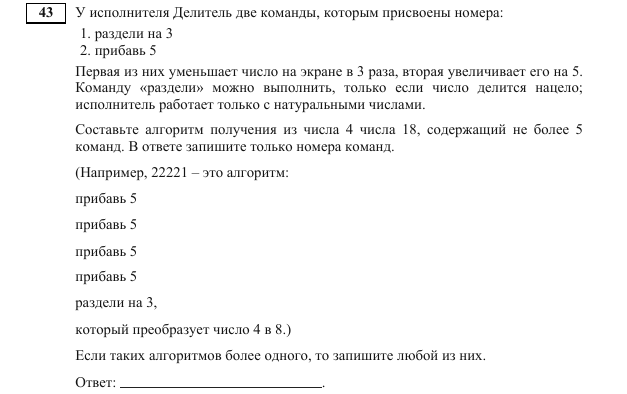 43 У исполнителя Делитель две команды, которым присвоены номера:
1. раздели на 3
2. прибавь 5
Первая из них уменьшает число на экране в 3 раза, вторая увеличивает его на 5.
Команду «раздели» можно выполнить, только если число делится нацело;
исполнитель работает только с натуральными числами.
Составьте алгоритм получения из числа 4 числа 18, содержащий не более 5
команд. В ответе запишите только номера команд.
(Например, 22221 – это алгоритм:
прибавь 5
прибавь 5
прибавь 5
прибавь 5
раздели на 3,
который преобразует число 4 в 8.)
Если таких алгоритмов более одного, то запишите любой из них.
Ответ: ____________________________.